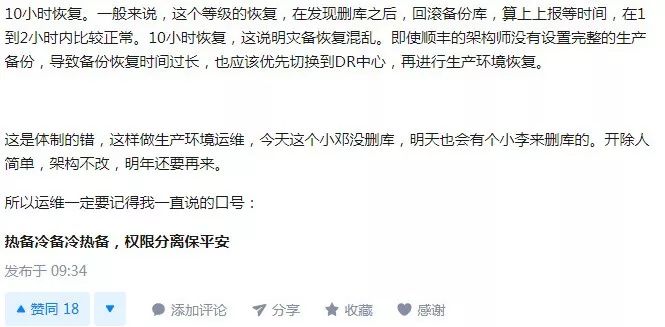 10小时恢复。一般来说，这个等级的恢复，在发现删库之后，回滚备份库，算上上报等时间，在1
到2小时内比较正常。10小时恢复，这说明灾备恢复混乱。即使顺丰的架构师没有设置完整的生产
备份，导致备份恢复时间过长，也应该优先切换到DR中心，再进行生产环境恢复。
这是体制的错，这样做生产环境运维，今天这个小邓没删库，明天也会有个小李来删库的。开除人
简单，架构不改，明年还要再来。
所以运维一定要记得我一直说的口号：
热备冷备冷热备，权限分离保平安
发布于 09:34
赞同 18 添加评论 分享 收藏 感谢